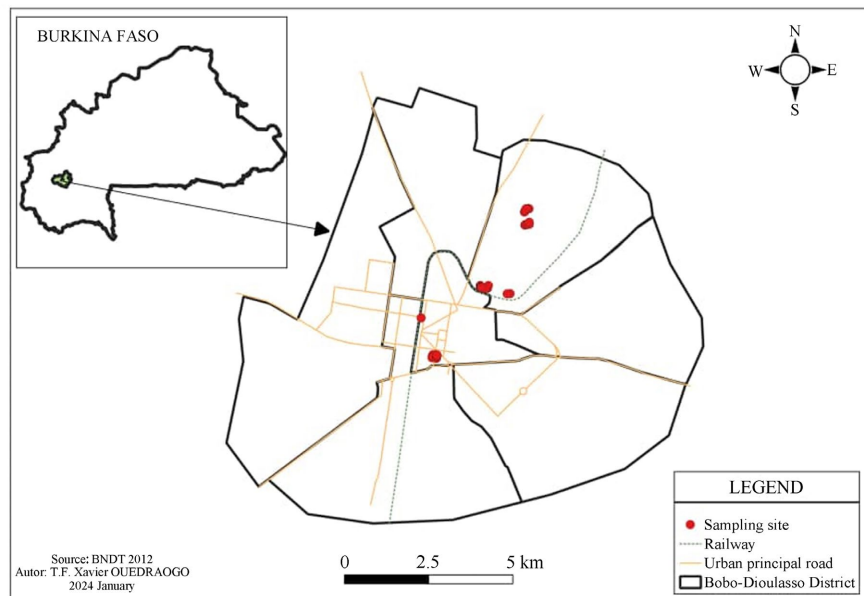 BURKINA FASO
N
W E
S
LEGEND
Sampling site
Railway
Urban principal road
Bobo-Dioulasso District
Source: BNDT 2012
Autor: T.F. Xavier OUEDRAOGO
2024 January
0 2.5 5 km